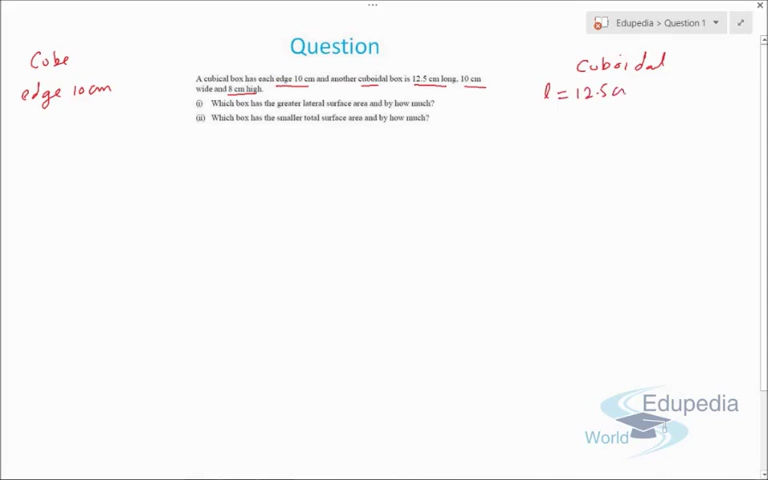 Edupedia > Question 1
Question
Cube
edge 10 cm
A cubical box has each edge 10 cm and another cuboidal box is 12.5 cm long, 10 cm
wide and 8 cm high.
(i) Which box has the greater lateral surface area and by how much?
(ii) Which box has the smaller total surface area and by how much?
Cuboidal
l = 12.5 c
Edupedia
World